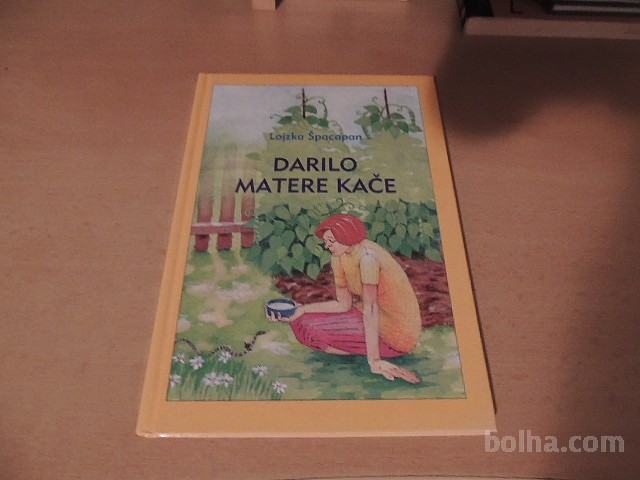 Lojzka Špacapan
DARILO
MATERE KAČE
bolha.com